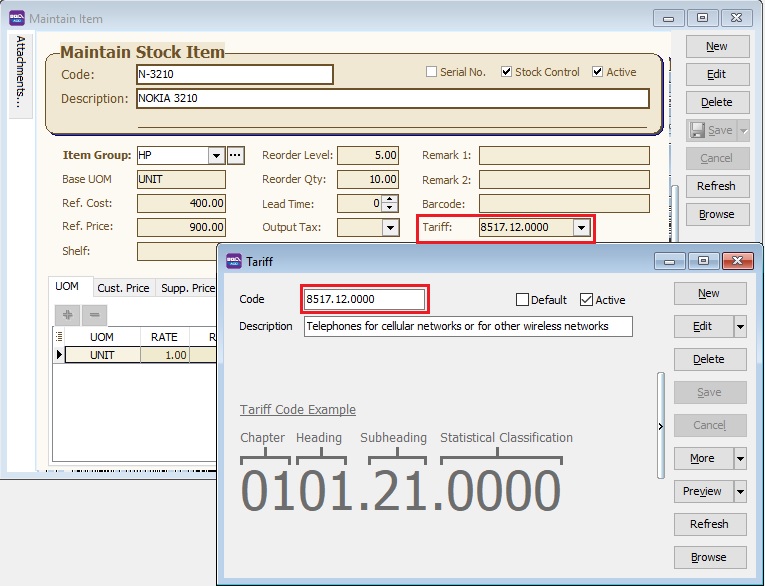 Maintain Item
Attachments...
Maintain Stock Item
Code: N-3210 Serial No. Stock Control Active
Description: NOKIA 3210
Item Group: HP Reorder Level: 5.00 Remark 1:
Base UOM UNIT Reorder Qty: 10.00 Remark 2:
Ref. Cost: 400.00 Lead Time: 0 Barcode:
Ref. Price: 900.00 Output Tax: Tariff: 8517.12.0000
Shelf:
UOM Cust. Price Supp. Price
UOM RATE R
UNIT 1.00
New
Edit
Delete
Save
Cancel
Refresh
Browse
Tariff
Code 8517.12.0000 Default Active
Description Telephones for cellular networks or for other wireless networks
Tariff Code Example
Chapter Heading Subheading Statistical Classification
0101.21.0000
New
Edit
Delete
Save
Cancel
More
Preview
Refresh
Browse